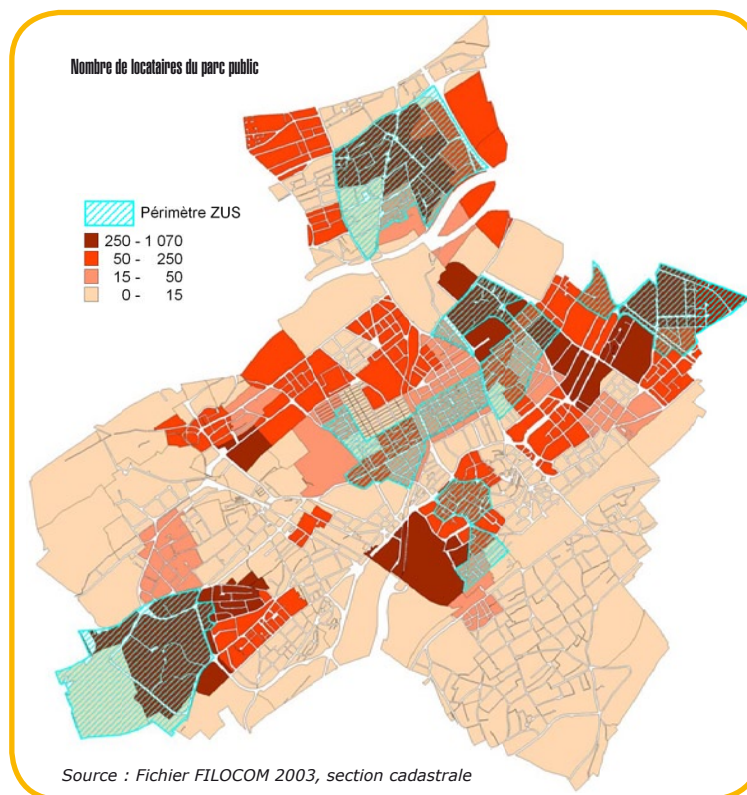 Nombre de locataires du parc public
Périmètre ZUS
250 - 1 070
50 - 250
15 - 50
0 - 15
Source : Fichier FILOCOM 2003, section cadastrale